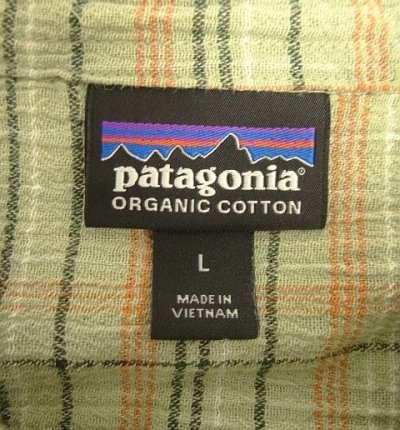 patagonia®
ORGANIC COTTON
L
MADE IN
VIETNAM